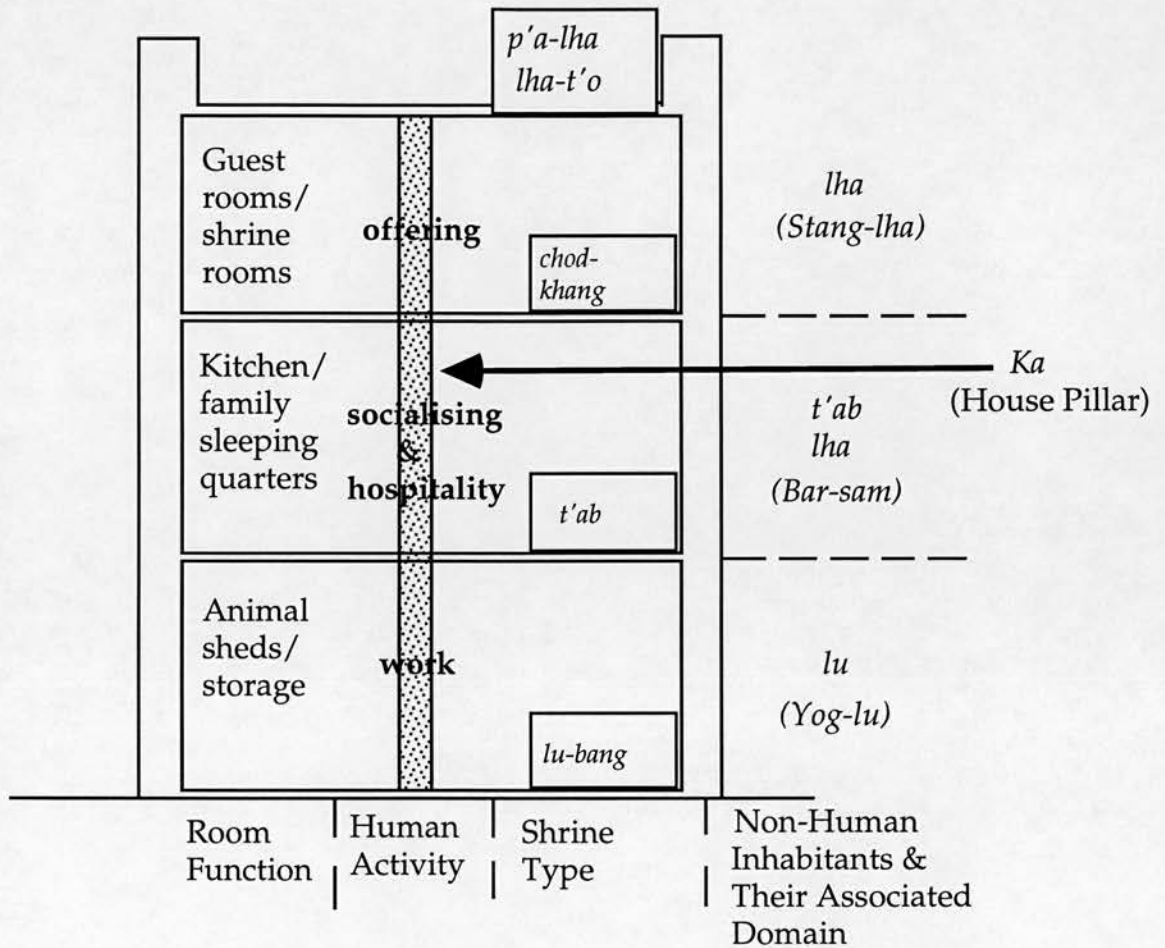 p'a-lha
lha-t'o
Guest
rooms/
shrine
rooms
offering
chod-
khang
lha
(Stang-lha)
Kitchen/
family
sleeping
quarters
socialising
&
hospitality
t'ab
Ka
(House Pillar)
t'ab
lha
(Bar-sam)
Animal
sheds/
storage
work
lu-bang
lu
(Yog-lu)
Room
Function
Human
Activity
Shrine
Type
Non-Human
Inhabitants &
Their Associated
Domain